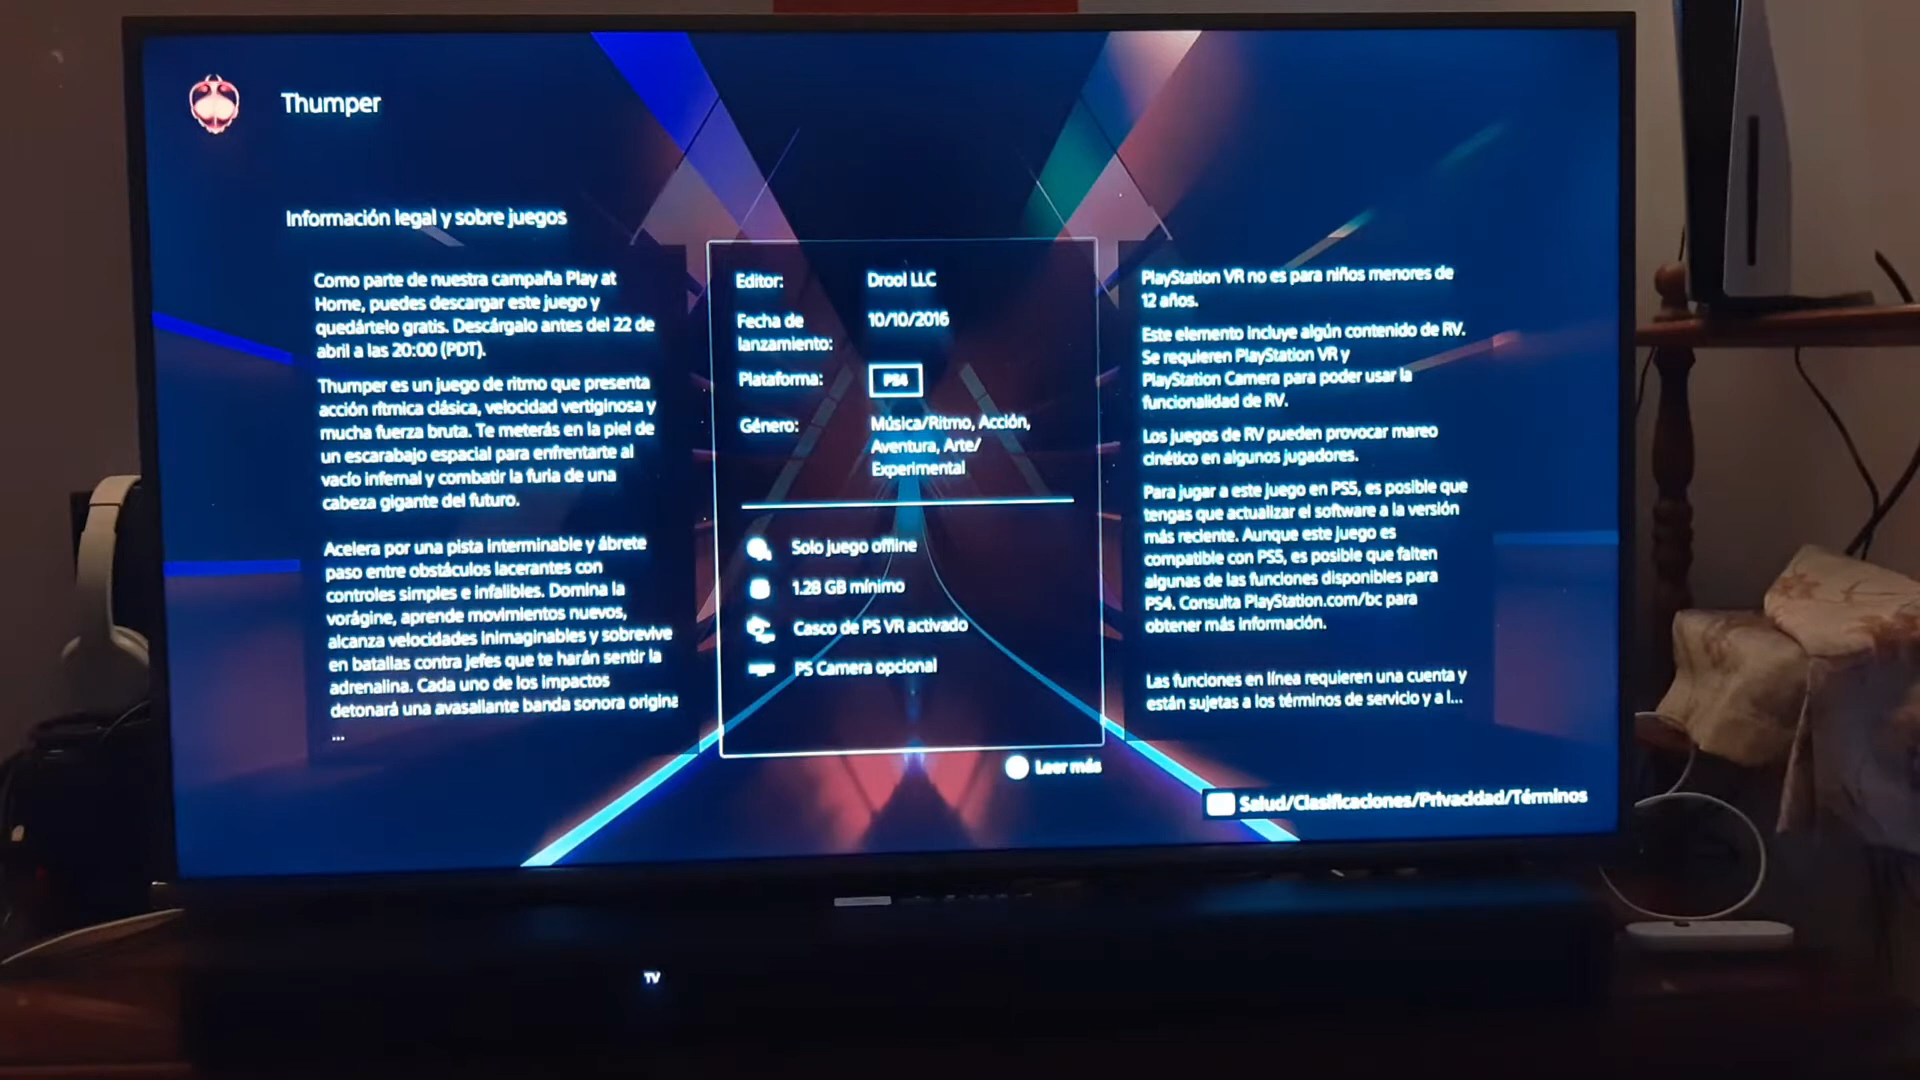 Thumper
Información legal y sobre juegos
Como parte de nuestra campaña Play at
Home, puedes descargar este juego y
quedártelo gratis. Descárgalo antes del 22 de
abril a las 20:00 (PDT).
Thumper es un juego de ritmo que presenta
acción rítmica clásica, velocidad vertiginosa y
mucha fuerza bruta. Te meterás en la piel de
un escarabajo espacial para enfrentarte al
vacío infernal y combatir la furia de una
cabeza gigante del futuro.
Acelera por una pista interminable y ábrete
paso entre obstáculos lacerantes con
controles simples e infalibles. Domina la
vorágine, aprende movimientos nuevos,
alcanza velocidades inimaginables y sobrevive
en batallas contra jefes que te harán sentir la
adrenalina. Cada uno de los impactos
detonará una avasallante banda sonora origina
...
Editor: Drool LLC
Fecha de 10/10/2016
lanzamiento:
Plataforma: PS4
Género: Música/Ritmo, Acción,
Aventura, Arte/
Experimental
Solo juego offline
1.28 GB mínimo
Casco de PS VR activado
PS Camera opcional
Leer más
PlayStation VR no es para niños menores de
12 años.
Este elemento incluye algún contenido de RV.
Se requieren PlayStation VR y
PlayStation Camera para poder usar la
funcionalidad de RV.
Los juegos de RV pueden provocar mareo
cinético en algunos jugadores.
Para jugar a este juego en PS5, es posible que
tengas que actualizar el software a la versión
más reciente. Aunque este juego es
compatible con PS5, es posible que falten
algunas de las funciones disponibles para
PS4. Consulta PlayStation.com/bc para
obtener más información.
Las funciones en línea requieren una cuenta y
están sujetas a los términos de servicio y a l...
Salud/Clasificaciones/Privacidad/Términos
TV